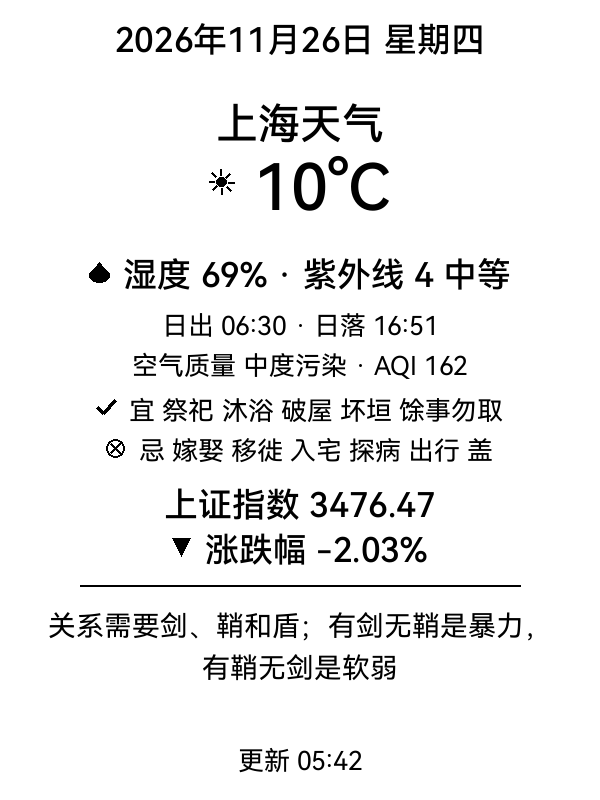 2026年11月26日 星期四
上海天气
10°C
湿度 69% · 紫外线 4 中等
日出 06:30 · 日落 16:51
空气质量 中度污染 · AQI 162
宜 祭祀 沐浴 破屋 坏垣 馀事勿取
忌 嫁娶 移徙 入宅 探病 出行 盖
上证指数 3476.47
▼ 涨跌幅 -2.03%
关系需要剑、鞘和盾；有剑无鞘是暴力，
有鞘无剑是软弱
更新 05:42